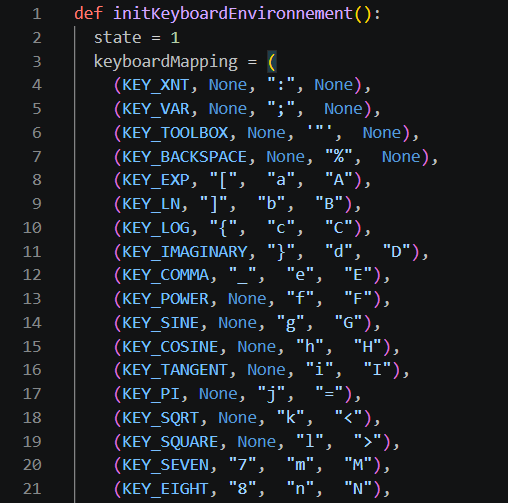 1 def initKeyboardEnvironnement():
2 state = 1
3 keyboardMapping = (
4 (KEY_XNT, None, ":", None),
5 (KEY_VAR, None, ";", None),
6 (KEY_TOOLBOX, None, '"', None),
7 (KEY_BACKSPACE, None, "%", None),
8 (KEY_EXP, "[", "a", "A"),
9 (KEY_LN, "]", "b", "B"),
10 (KEY_LOG, "{", "c", "C"),
11 (KEY_IMAGINARY, "}", "d", "D"),
12 (KEY_COMMA, "_", "e", "E"),
13 (KEY_POWER, None, "f", "F"),
14 (KEY_SINE, None, "g", "G"),
15 (KEY_COSINE, None, "h", "H"),
16 (KEY_TANGENT, None, "i", "I"),
17 (KEY_PI, None, "j", "="),
18 (KEY_SQRT, None, "k", "<"),
19 (KEY_SQUARE, None, "l", ">"),
20 (KEY_SEVEN, "7", "m", "M"),
21 (KEY_EIGHT, "8", "n", "N"),